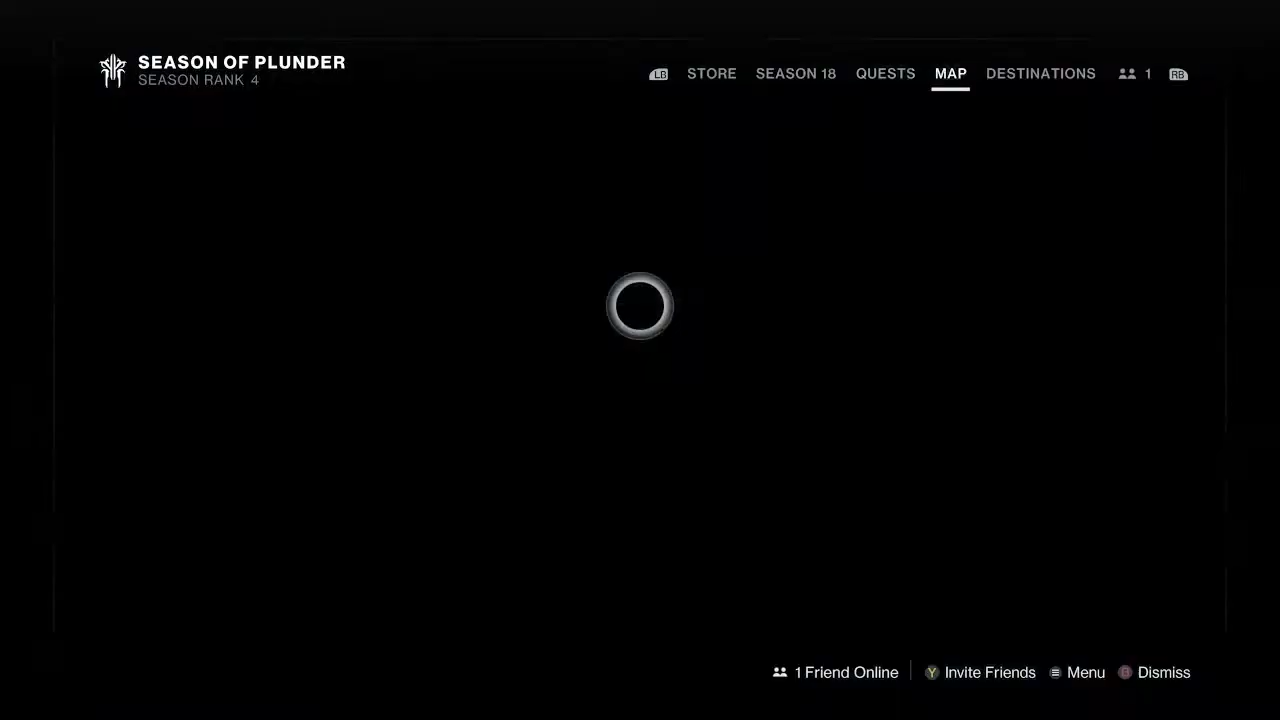 SEASON OF PLUNDER
SEASON RANK 4
LB STORE SEASON 18 QUESTS MAP DESTINATIONS 1 RB
1 Friend Online Y Invite Friends Menu B Dismiss